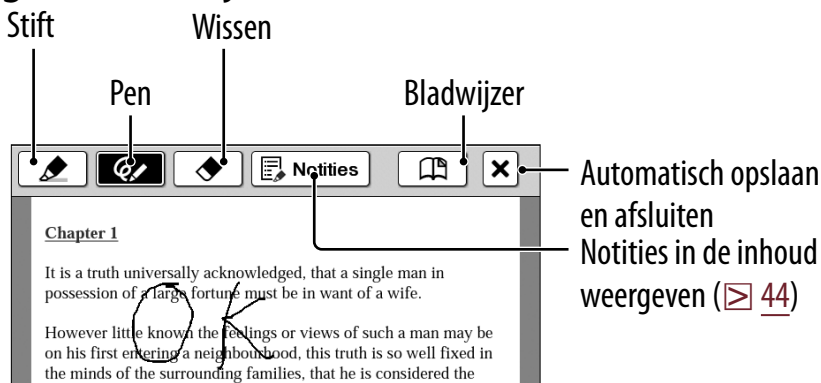 Stift
Wissen
Pen
Bladwijzer
Notities
Automatisch opslaan
en afsluiten
Notities in de inhoud
weergeven ( 44)
Chapter 1
It is a truth universally acknowledged, that a single man in
possession of a large fortune must be in want of a wife.
However little known the feelings or views of such a man may be
on his first entering a neighbourhood, this truth is so well fixed in
the minds of the surrounding families, that he is considered the
OK